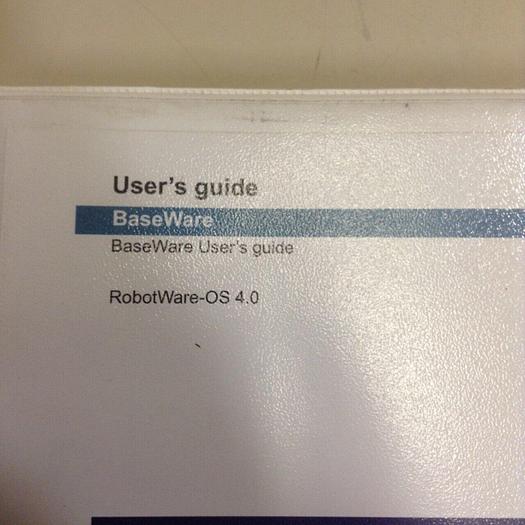 User's guide
BaseWare
BaseWare User's guide
RobotWare-OS 4.0